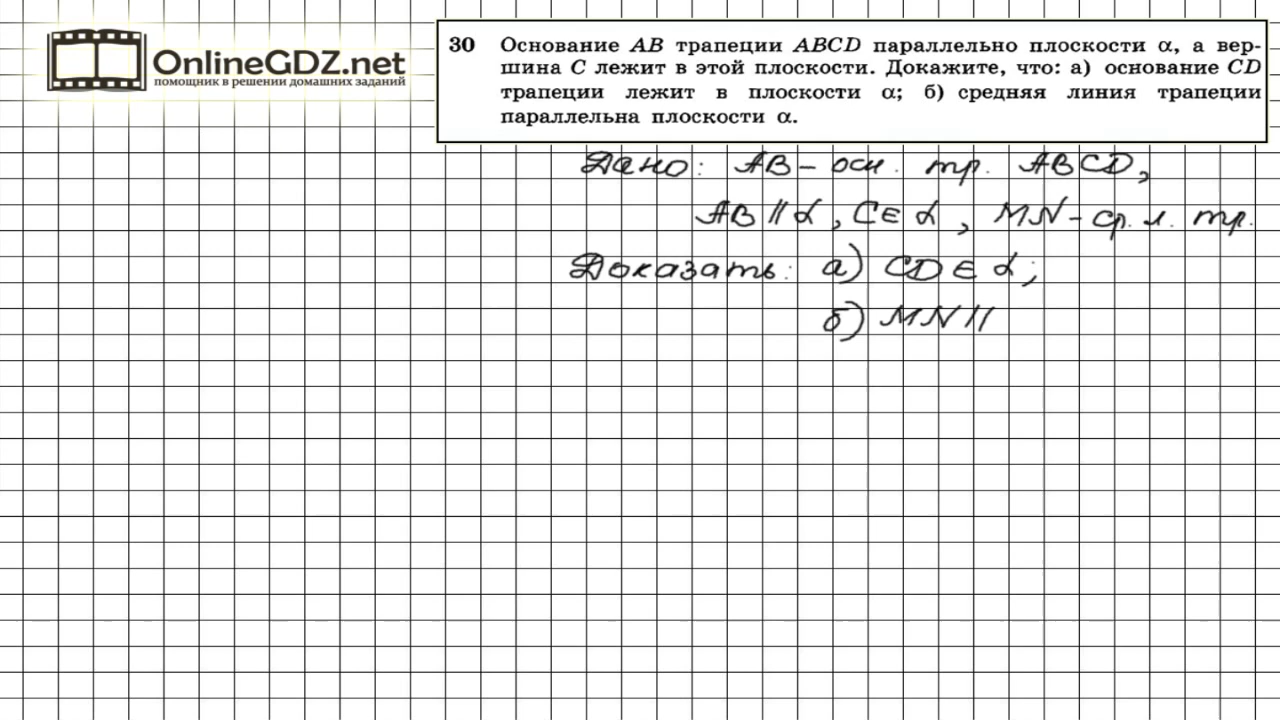 OnlineGDZ.net
помощник в решении домашних заданий
30 Основание AB трапеции ABCD параллельно плоскости α, а вер-
шина C лежит в этой плоскости. Докажите, что: а) основание CD
трапеции лежит в плоскости α; б) средняя линия трапеции
параллельна плоскости α.
Дано: AB – осн. тр. ABCD,
AB || α, C ∈ α, MN – ср. л. тр.
Доказать: а) CD ∈ α;
б) MN ||